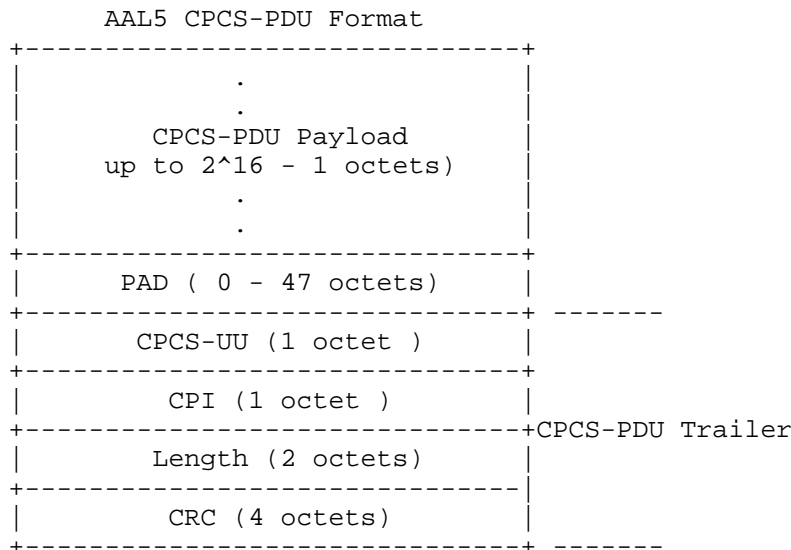 AAL5 CPCS-PDU Format
+-------------------------------+
|             .                 |
|             .                 |
|        CPCS-PDU Payload       |
|     up to 2^16 - 1 octets)    |
|             .                 |
|             .                 |
+-------------------------------+
|      PAD ( 0 - 47 octets)     |
+-------------------------------+ -------
|       CPCS-UU (1 octet )      |
+-------------------------------+
|         CPI (1 octet )        |
+-------------------------------+CPCS-PDU Trailer
|        Length (2 octets)      |
+-------------------------------|
|         CRC (4 octets)        |
+-------------------------------+ -------